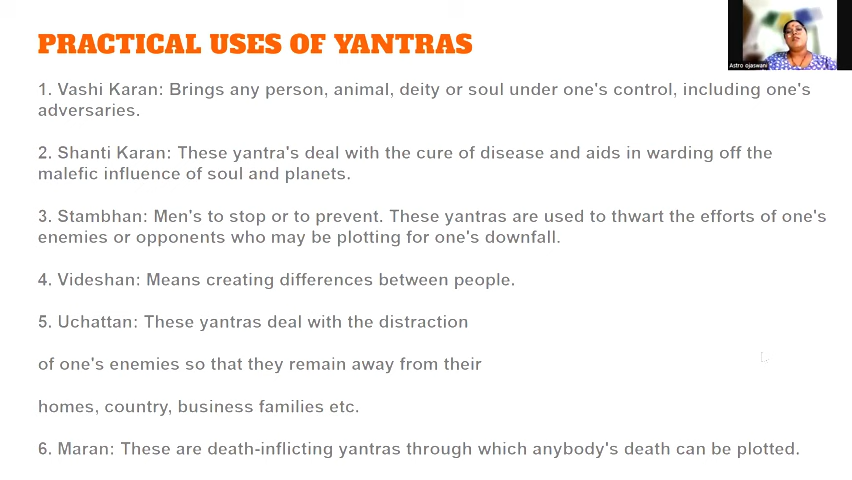 PRACTICAL USES OF YANTRAS
1. Vashi Karan: Brings any person, animal, deity or soul under one's control, including one's
adversaries.
2. Shanti Karan: These yantra's deal with the cure of disease and aids in warding off the
malefic influence of soul and planets.
3. Stambhan: Men's to stop or to prevent. These yantras are used to thwart the efforts of one's
enemies or opponents who may be plotting for one's downfall.
4. Videshan: Means creating differences between people.
5. Uchattan: These yantras deal with the distraction
of one's enemies so that they remain away from their
homes, country, business families etc.
6. Maran: These are death-inflicting yantras through which anybody's death can be plotted.
Astro ojaswani